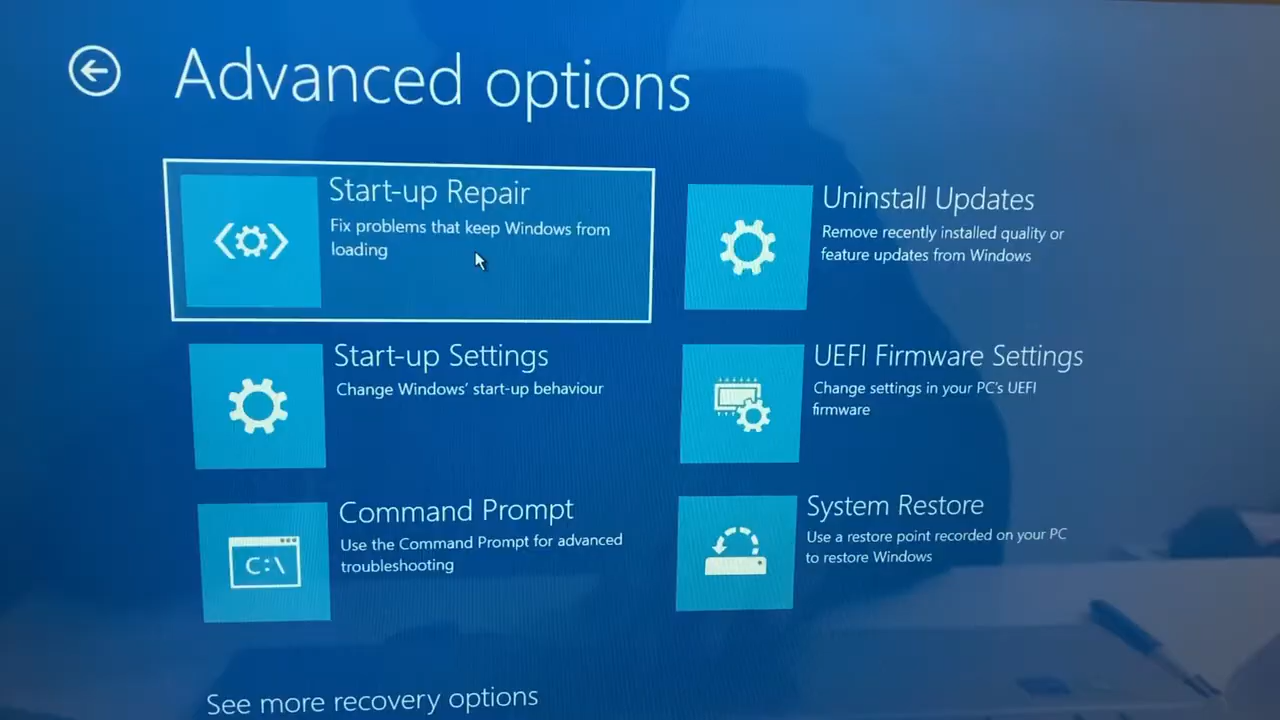 Advanced options
Start-up Repair
Fix problems that keep Windows from
loading
Uninstall Updates
Remove recently installed quality or
feature updates from Windows
Start-up Settings
Change Windows' start-up behaviour
UEFI Firmware Settings
Change settings in your PC's UEFI
firmware
C:\
Command Prompt
Use the Command Prompt for advanced
troubleshooting
System Restore
Use a restore point recorded on your PC
to restore Windows
See more recovery options